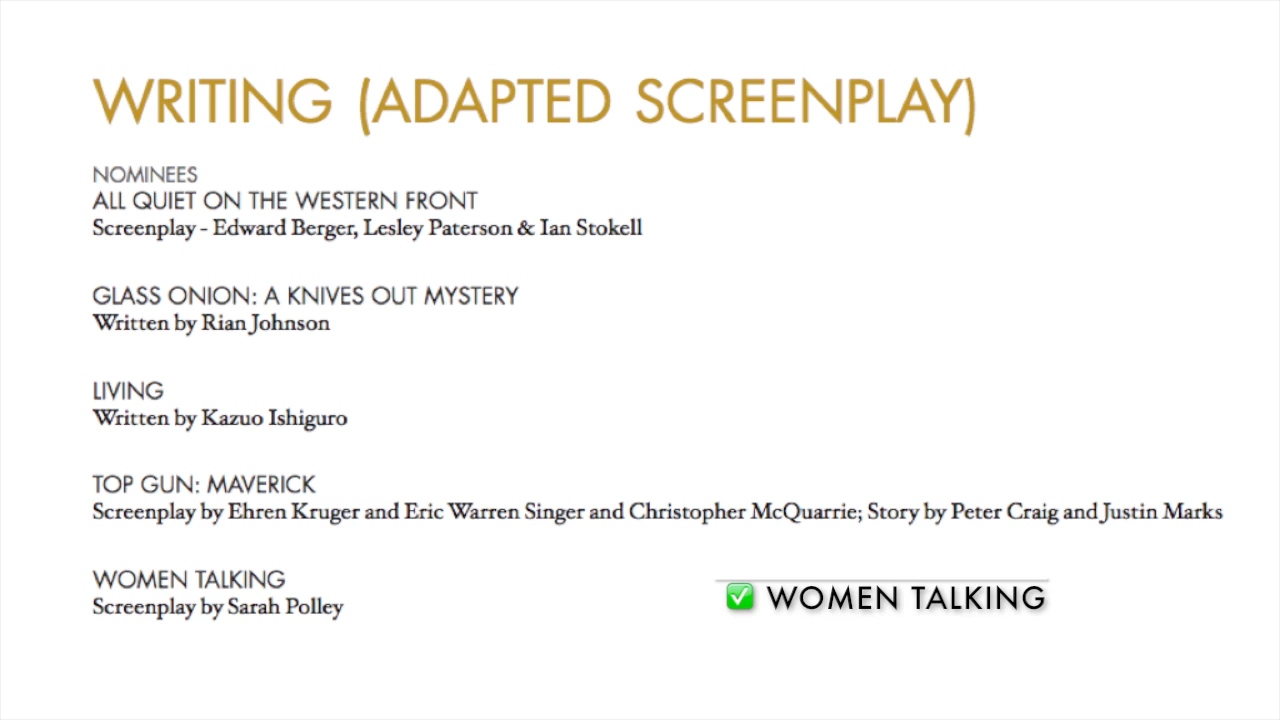 WRITING (ADAPTED SCREENPLAY)
NOMINEES
ALL QUIET ON THE WESTERN FRONT
Screenplay - Edward Berger, Lesley Paterson & Ian Stokell
GLASS ONION: A KNIVES OUT MYSTERY
Written by Rian Johnson
LIVING
Written by Kazuo Ishiguro
TOP GUN: MAVERICK
Screenplay by Ehren Kruger and Eric Warren Singer and Christopher McQuarrie; Story by Peter Craig and Justin Marks
WOMEN TALKING
Screenplay by Sarah Polley
✅ WOMEN TALKING